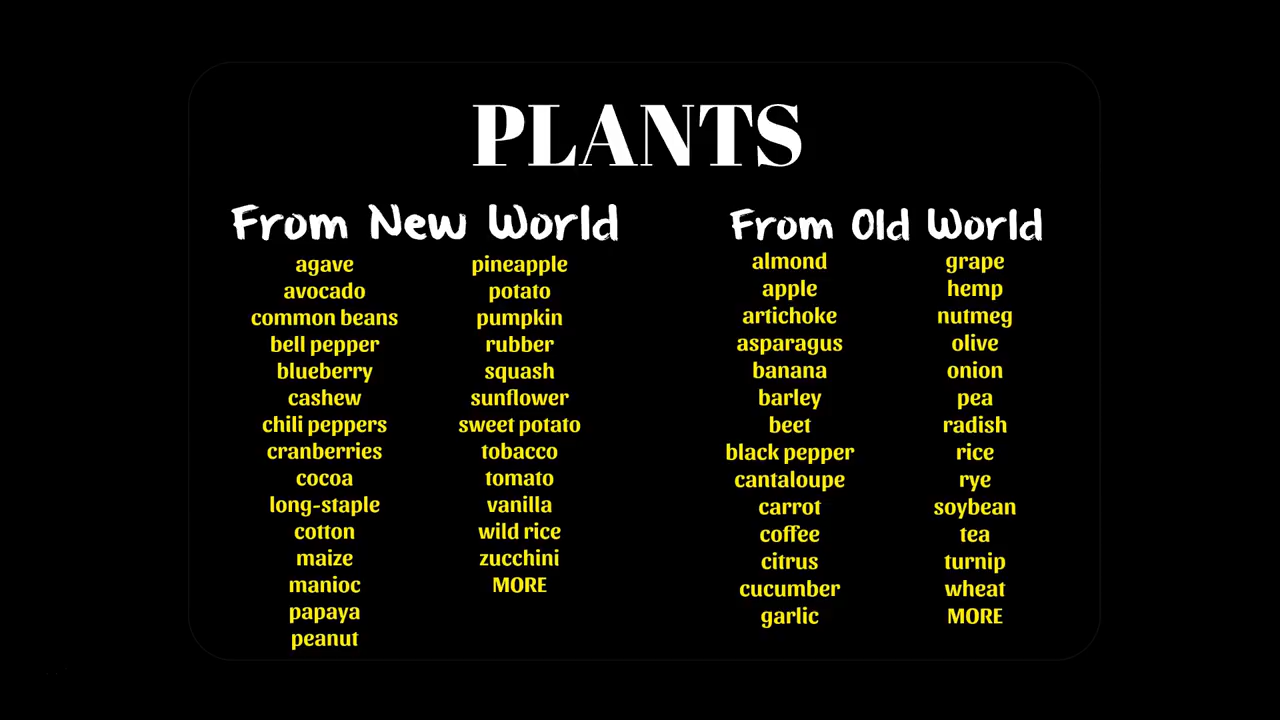 PLANTS
From New World
agave
avocado
common beans
bell pepper
blueberry
cashew
chili peppers
cranberries
cocoa
long-staple
cotton
maize
manioc
papaya
peanut
pineapple
potato
pumpkin
rubber
squash
sunflower
sweet potato
tobacco
tomato
vanilla
wild rice
zucchini
MORE
From Old World
almond
apple
artichoke
asparagus
banana
barley
beet
black pepper
cantaloupe
carrot
coffee
citrus
cucumber
garlic
grape
hemp
nutmeg
olive
onion
pea
radish
rice
rye
soybean
tea
turnip
wheat
MORE